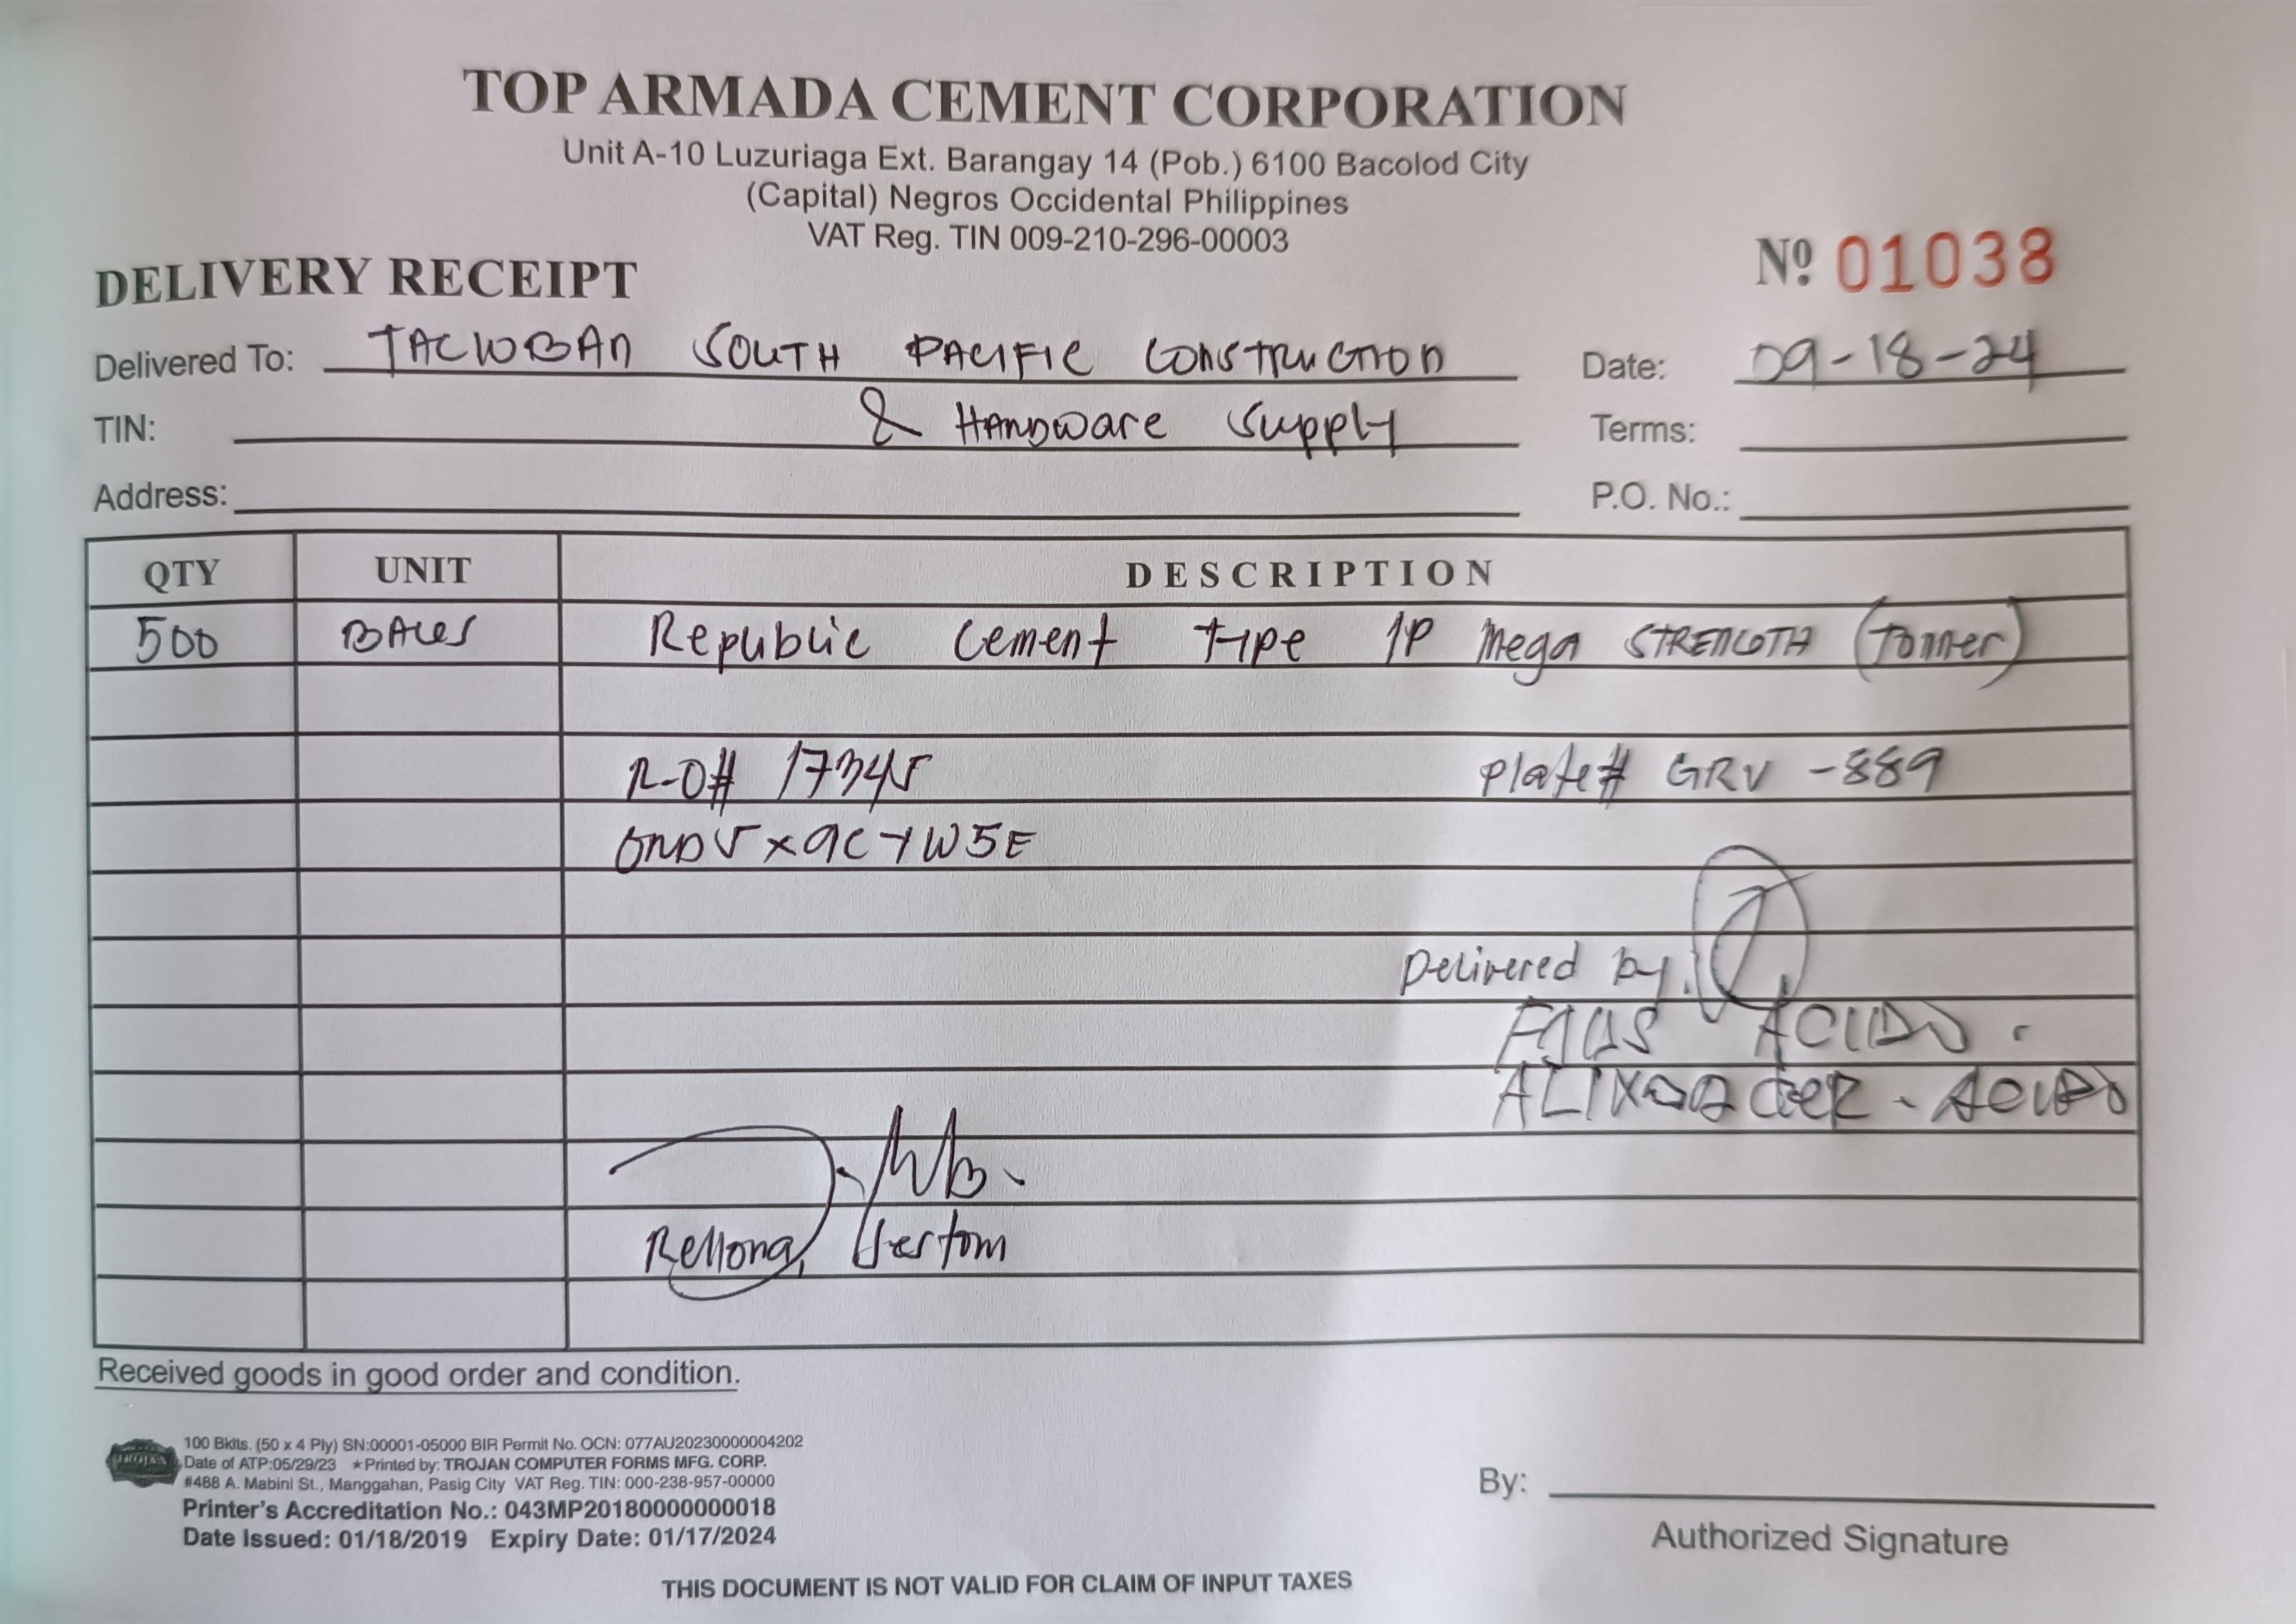 TOP ARMADA CEMENT CORPORATION
Unit A-10 Luzuriaga Ext. Barangay 14 (Pob.) 6100 Bacolod City
(Capital) Negros Occidental Philippines
VAT Reg. TIN 009-210-296-00003
DELIVERY RECEIPT
Nº 01038
Delivered To: TACLOBAN SOUTH PACIFIC CONSTRUCTION
Date: 09-18-24
TIN: & HARDWARE SUPPLY
Terms:
Address:
P.O. No.:
QTY UNIT DESCRIPTION
500 Republic Cement Type 1P Mega STRENGTH (Tonner)
R-O# 17345 Plate# GRV -889
Delivered by.
ACIDO.
Rellona,
Received goods in good order and condition.
TROJAN
100 Bklts. (50 x 4 Ply) SN:00001-05000 BIR Permit No. OCN: 077AU20230000004202
Date of ATP:05/29/23 ★Printed by: TROJAN COMPUTER FORMS MFG. CORP.
#488 A. Mabini St., Manggahan, Pasig City VAT Reg. TIN: 000-238-957-00000
Printer's Accreditation No.: 043MP20180000000018
Date Issued: 01/18/2019 Expiry Date: 01/17/2024
By:
Authorized Signature
THIS DOCUMENT IS NOT VALID FOR CLAIM OF INPUT TAXES